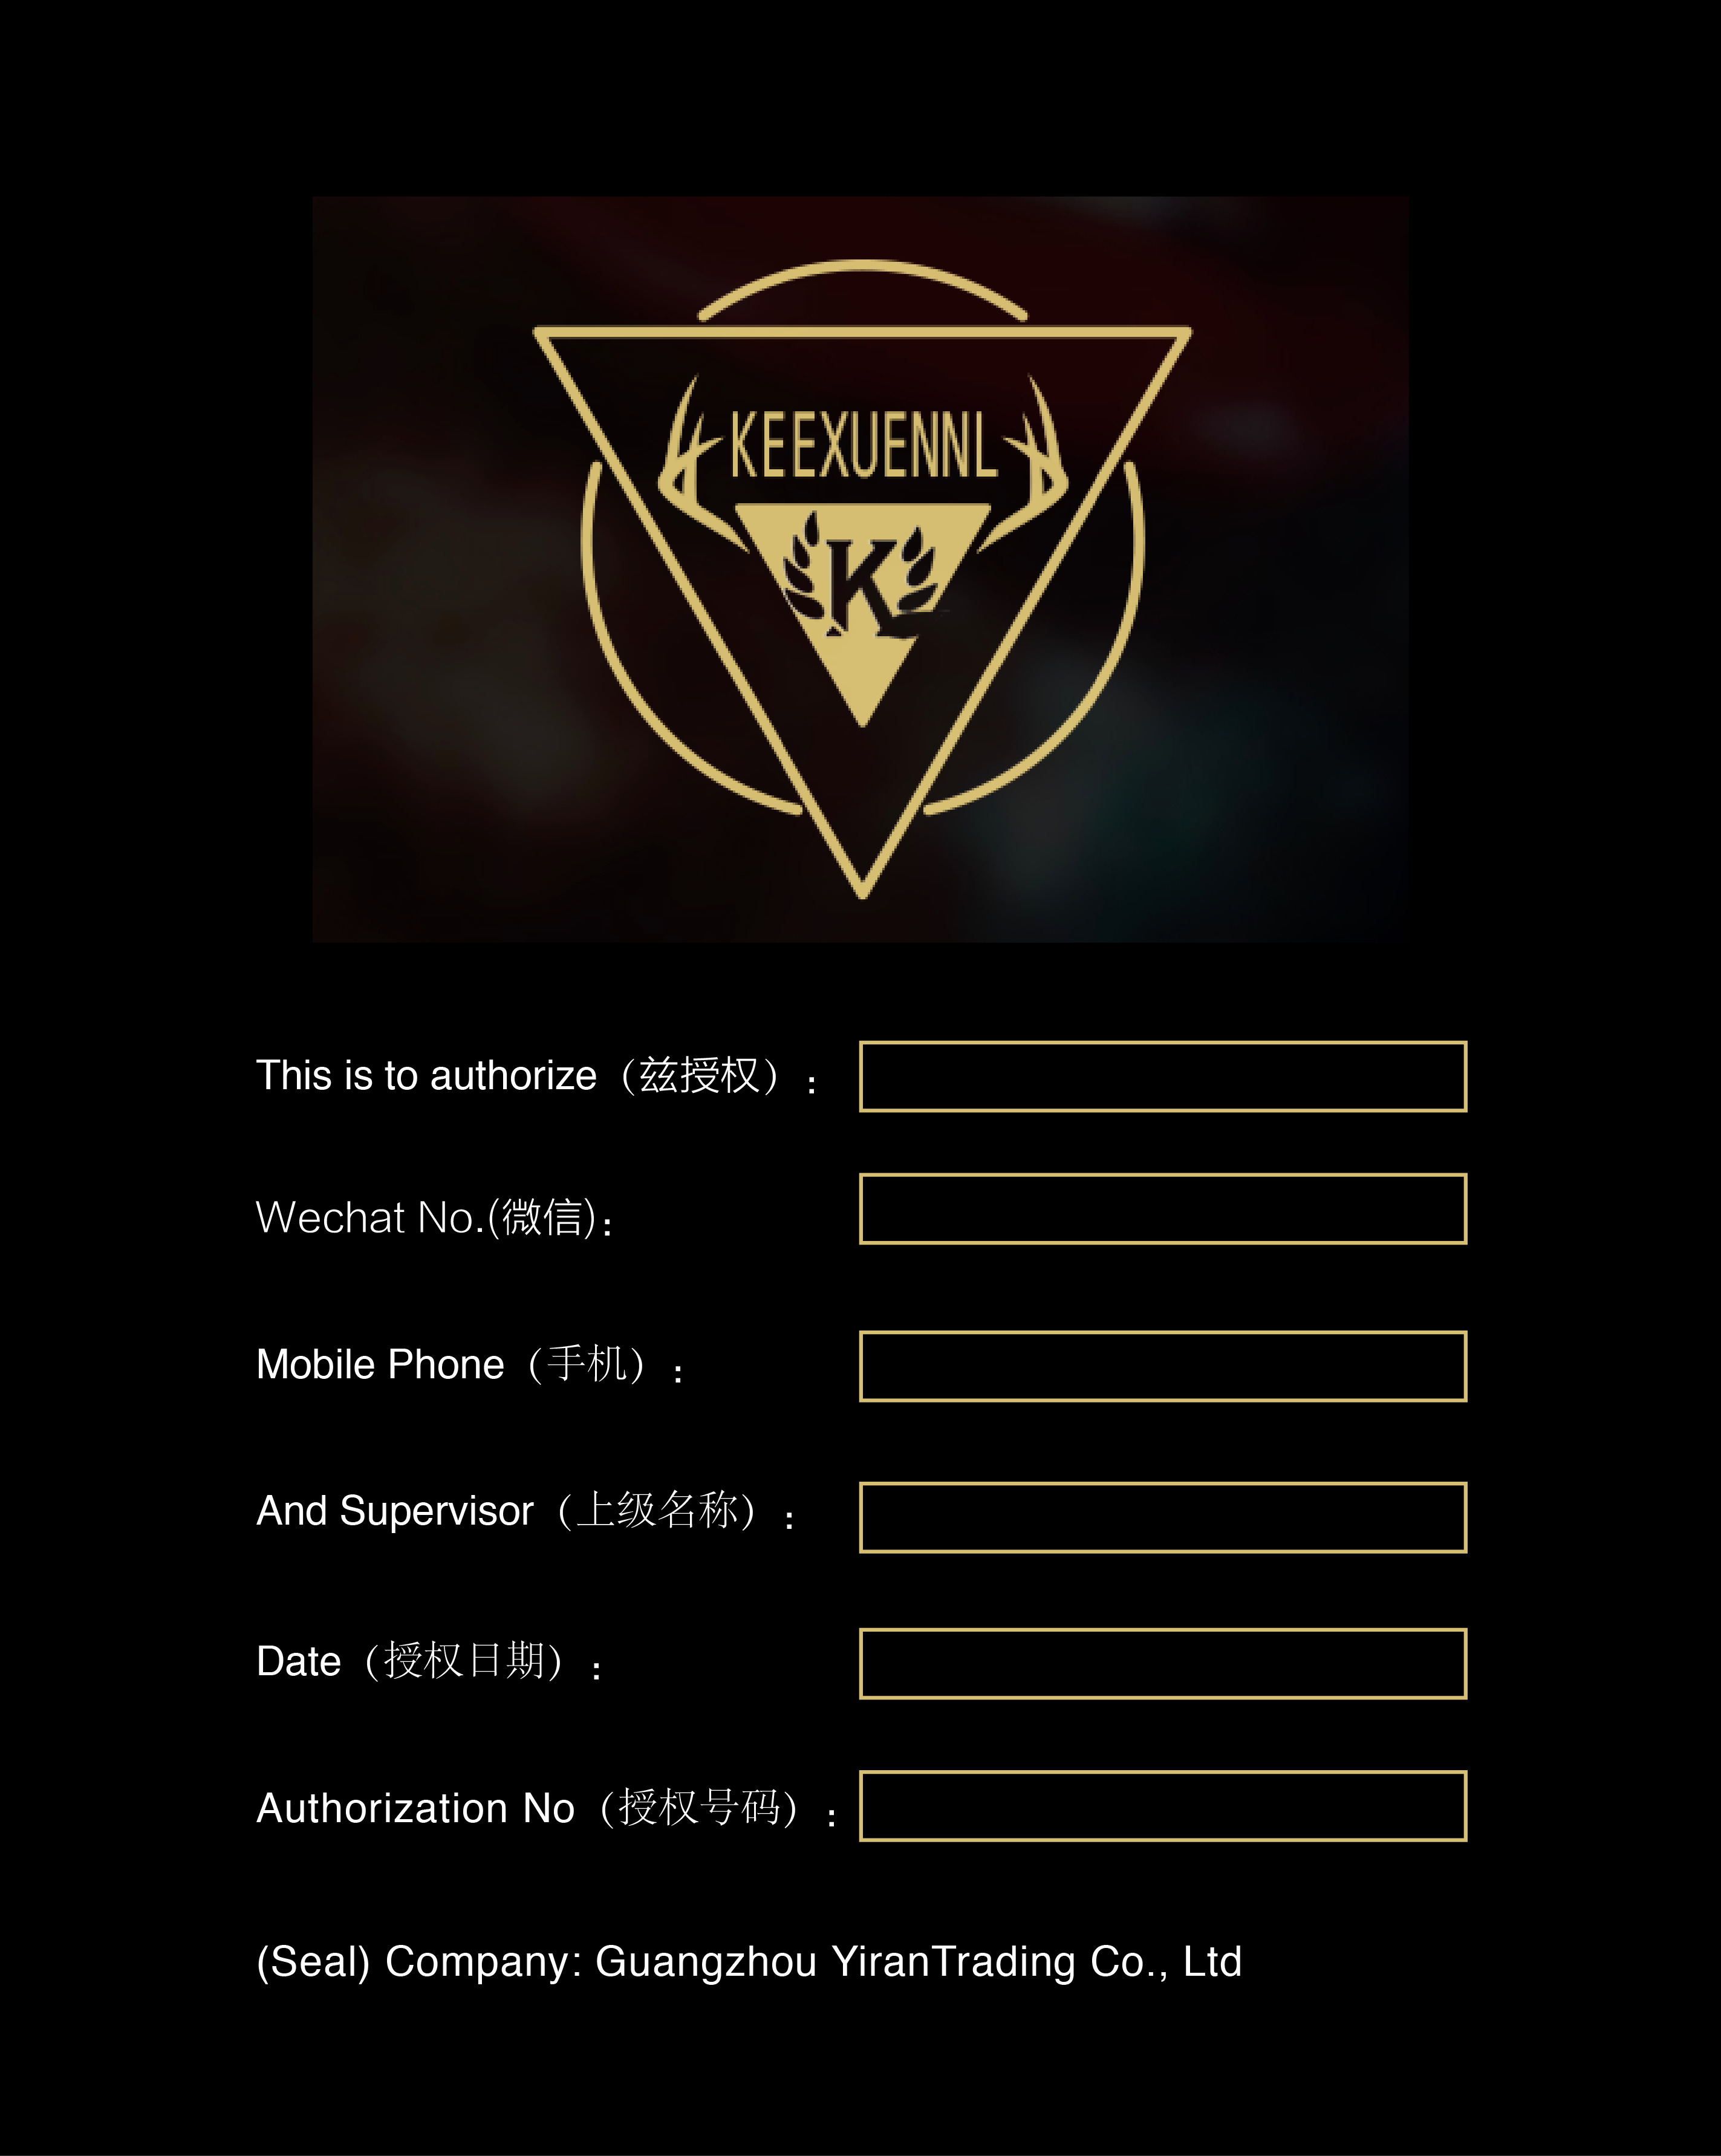 KEEXUENNL
K
This is to authorize（兹授权）：
Wechat No.(微信)：
Mobile Phone（手机）：
And Supervisor（上级名称）：
Date（授权日期）：
Authorization No（授权号码）：
(Seal) Company: Guangzhou YiranTrading Co., Ltd